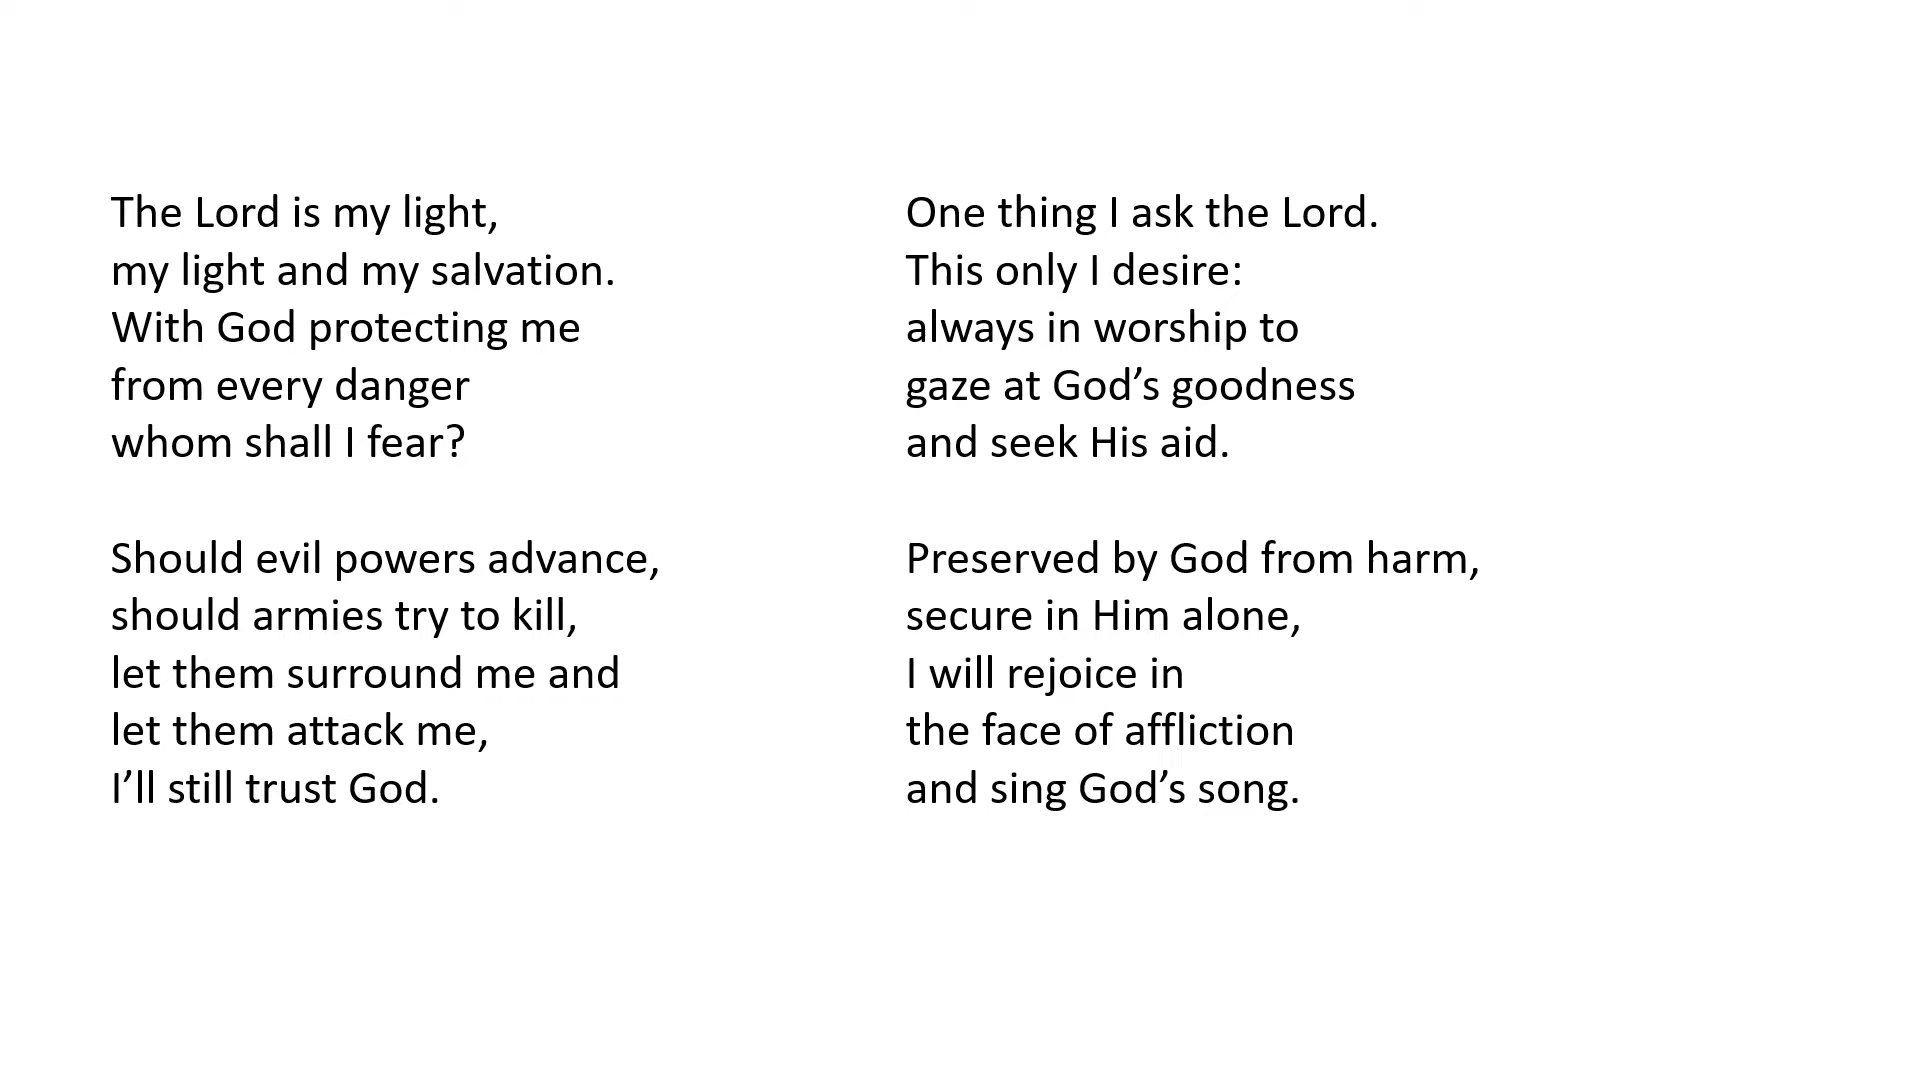 The Lord is my light,
my light and my salvation.
With God protecting me
from every danger
whom shall I fear?
Should evil powers advance,
should armies try to kill,
let them surround me and
let them attack me,
I’ll still trust God.
One thing I ask the Lord.
This only I desire:
always in worship to
gaze at God’s goodness
and seek His aid.
Preserved by God from harm,
secure in Him alone,
I will rejoice in
the face of affliction
and sing God’s song.